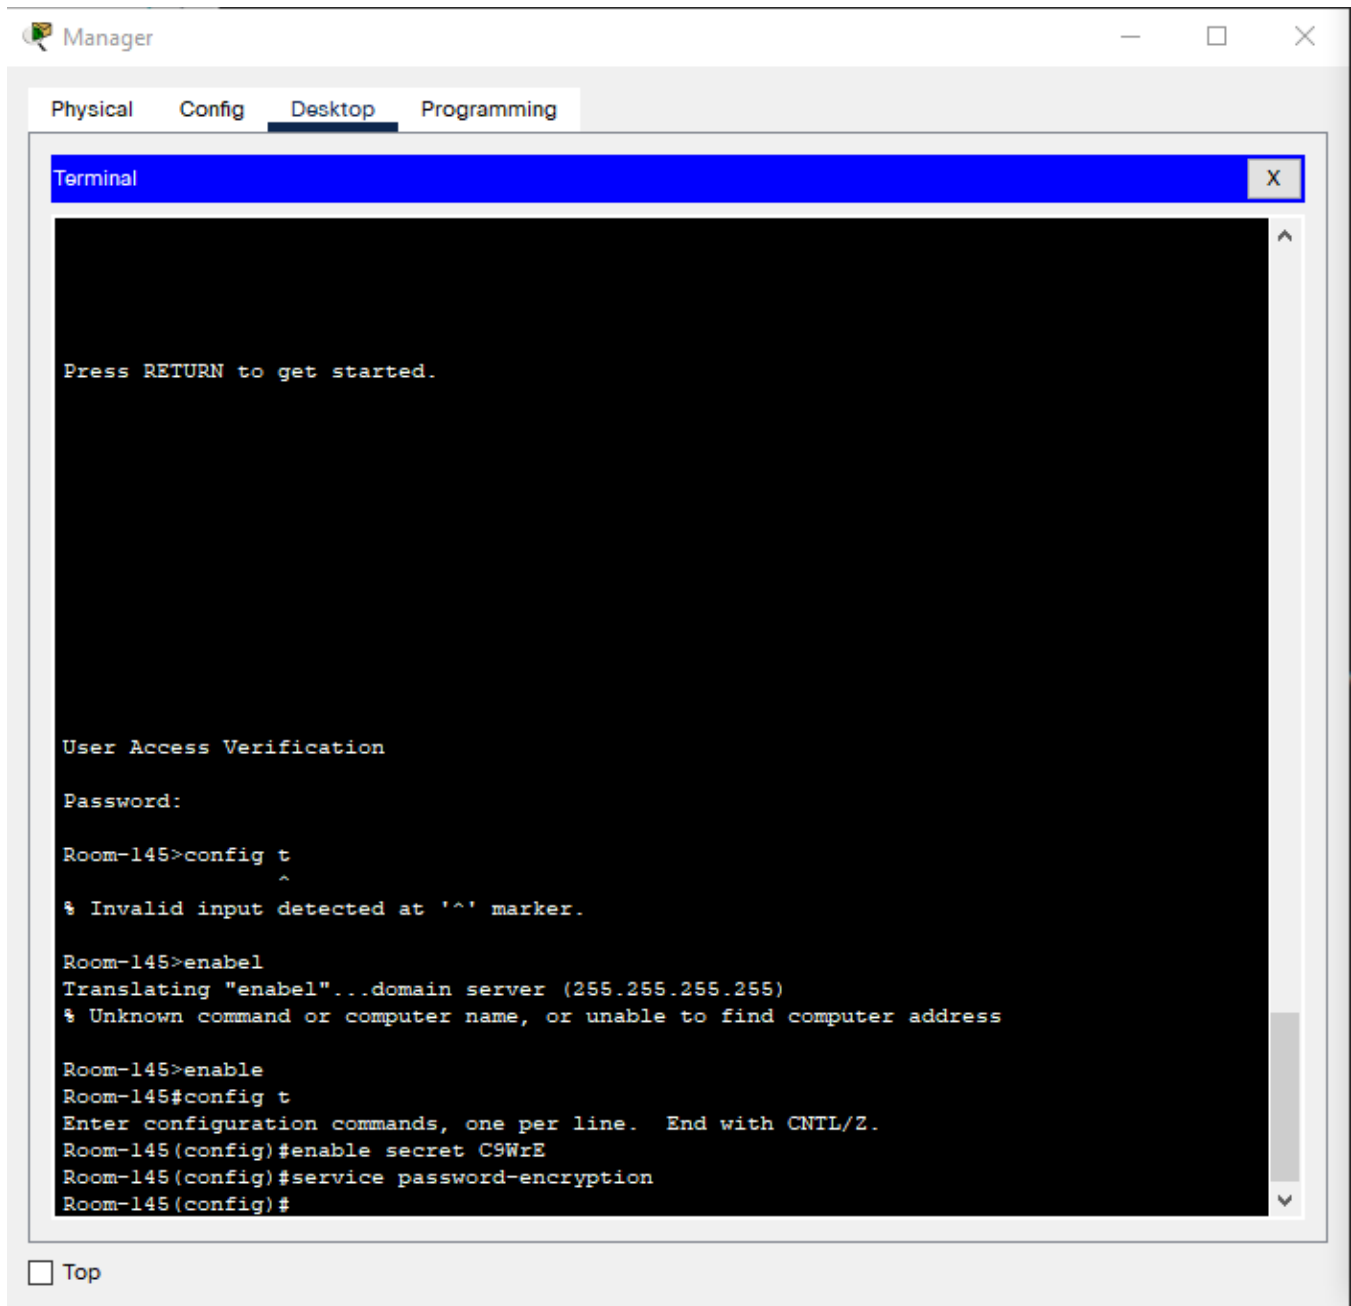 Manager
Physical Config Desktop Programming
Terminal
X
Press RETURN to get started.
User Access Verification
Password:
Room-145>config t
^
% Invalid input detected at '^' marker.
Room-145>enabel
Translating "enabel"...domain server (255.255.255.255)
% Unknown command or computer name, or unable to find computer address
Room-145>enable
Room-145#config t
Enter configuration commands, one per line.  End with CNTL/Z.
Room-145(config)#enable secret C9WrE
Room-145(config)#service password-encryption
Room-145(config)#
Top